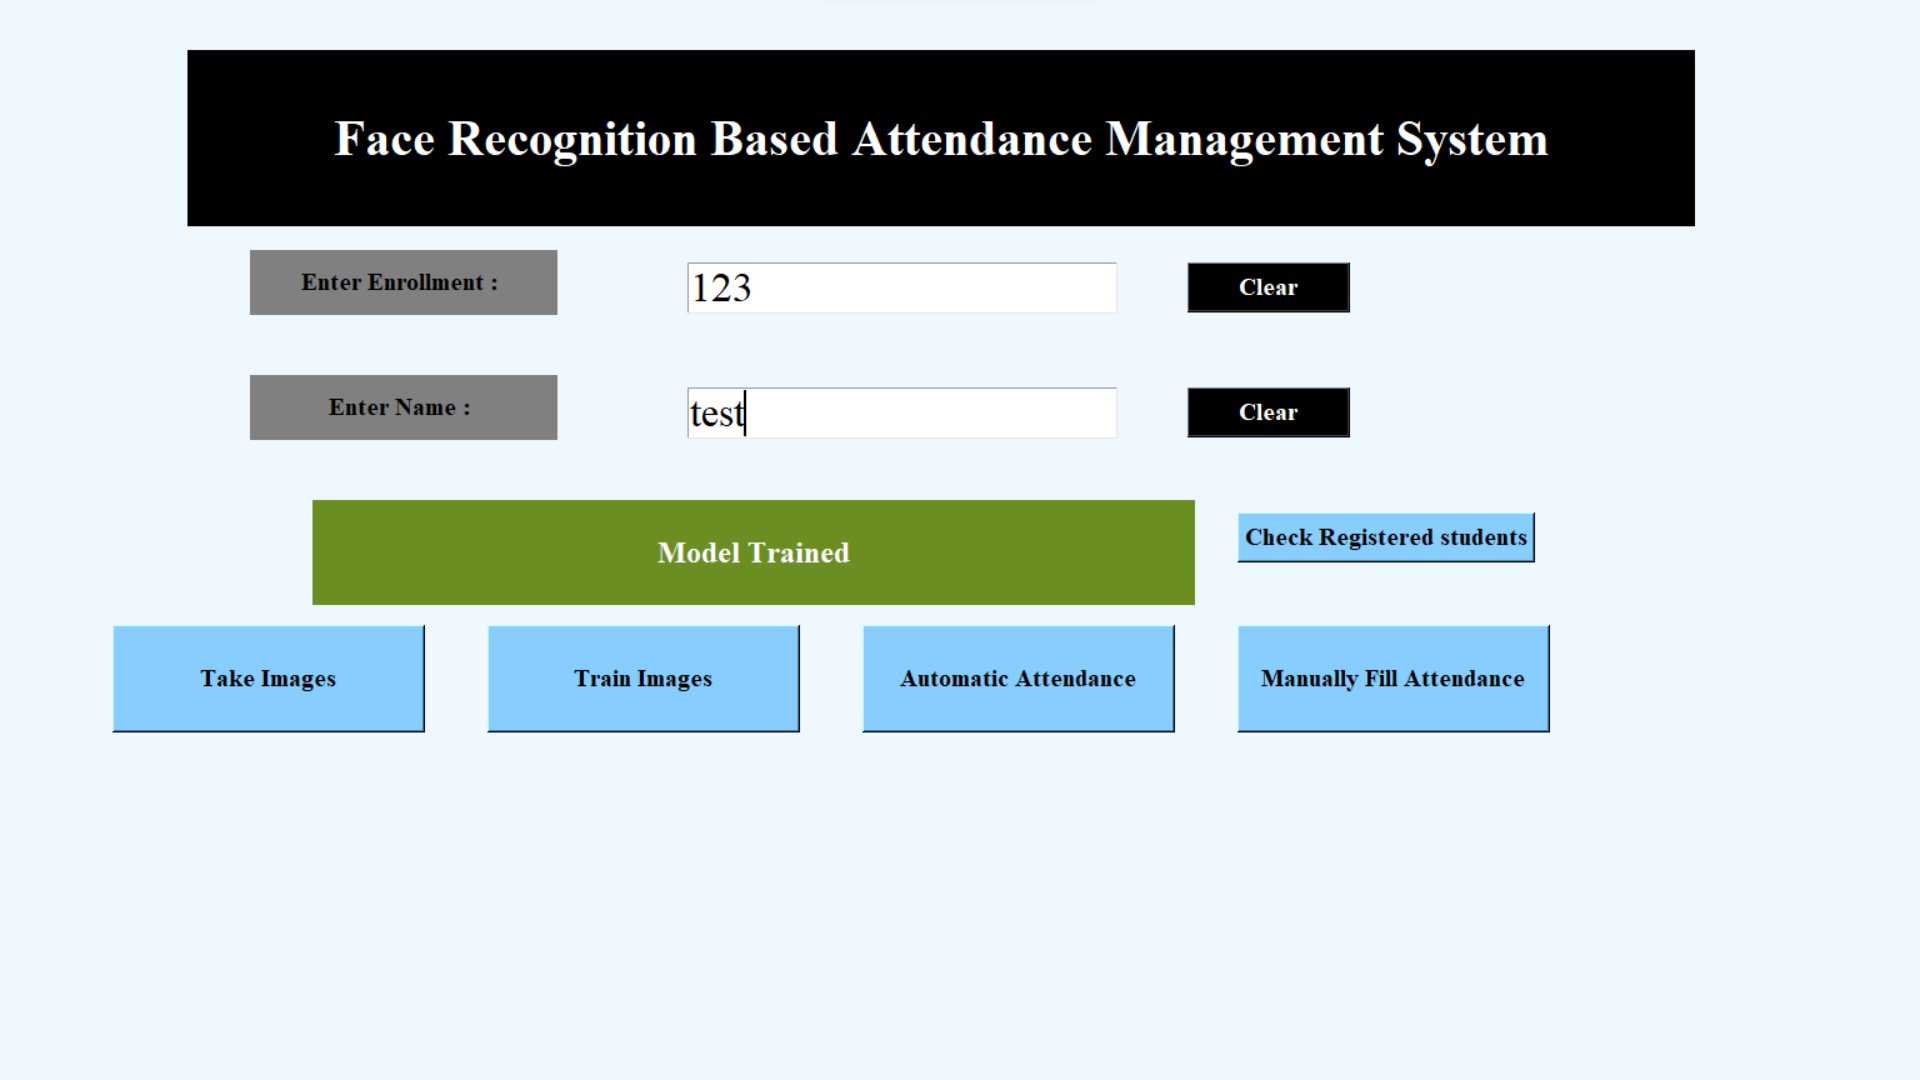 Face Recognition Based Attendance Management System
Enter Enrollment :
123
Clear
Enter Name :
test
Clear
Model Trained
Check Registered students
Take Images
Train Images
Automatic Attendance
Manually Fill Attendance